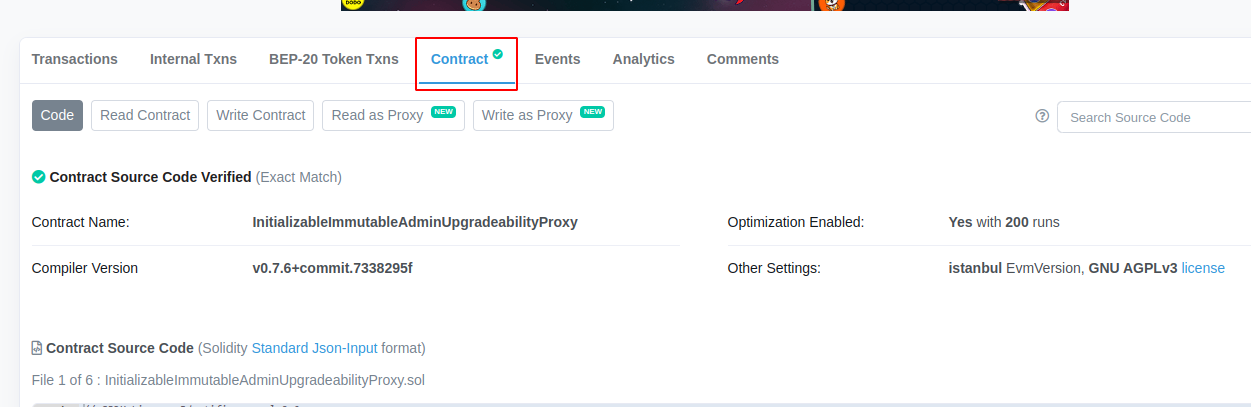 DODO
Transactions Internal Txns BEP-20 Token Txns Contract Events Analytics Comments
Code Read Contract Write Contract Read as Proxy NEW Write as Proxy NEW Search Source Code
Contract Source Code Verified (Exact Match)
Contract Name: InitializableImmutableAdminUpgradeabilityProxy Optimization Enabled: Yes with 200 runs
Compiler Version v0.7.6+commit.7338295f Other Settings: istanbul EvmVersion, GNU AGPLv3 license
Contract Source Code (Solidity Standard Json-Input format)
File 1 of 6 : InitializableImmutableAdminUpgradeabilityProxy.sol